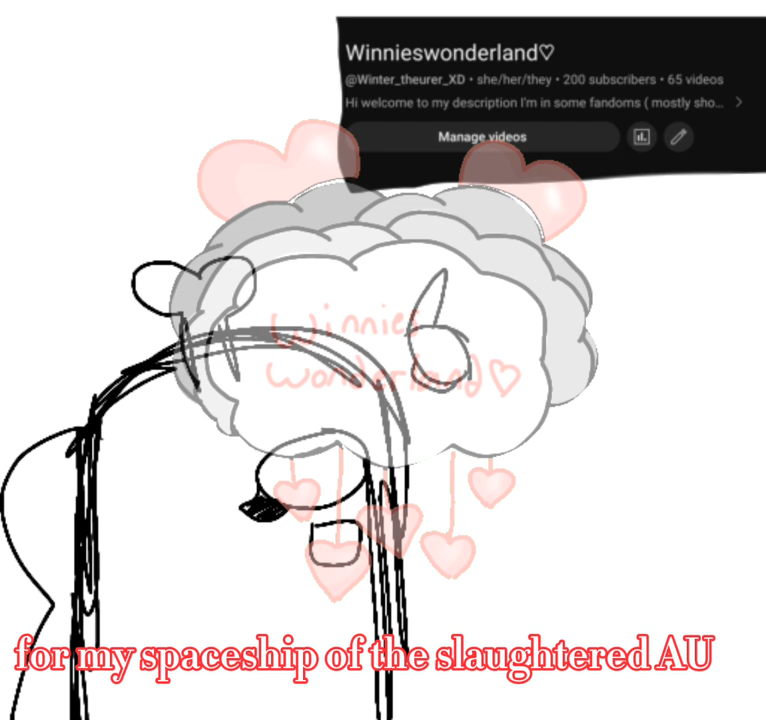 Winnieswonderland♡
@Winter_theurer_XD • she/her/they • 200 subscribers • 65 videos
Hi welcome to my description I'm in some fandoms ( mostly sho...
Manage videos
Winnies
Wonderland♡
for my spaceship of the slaughtered AU